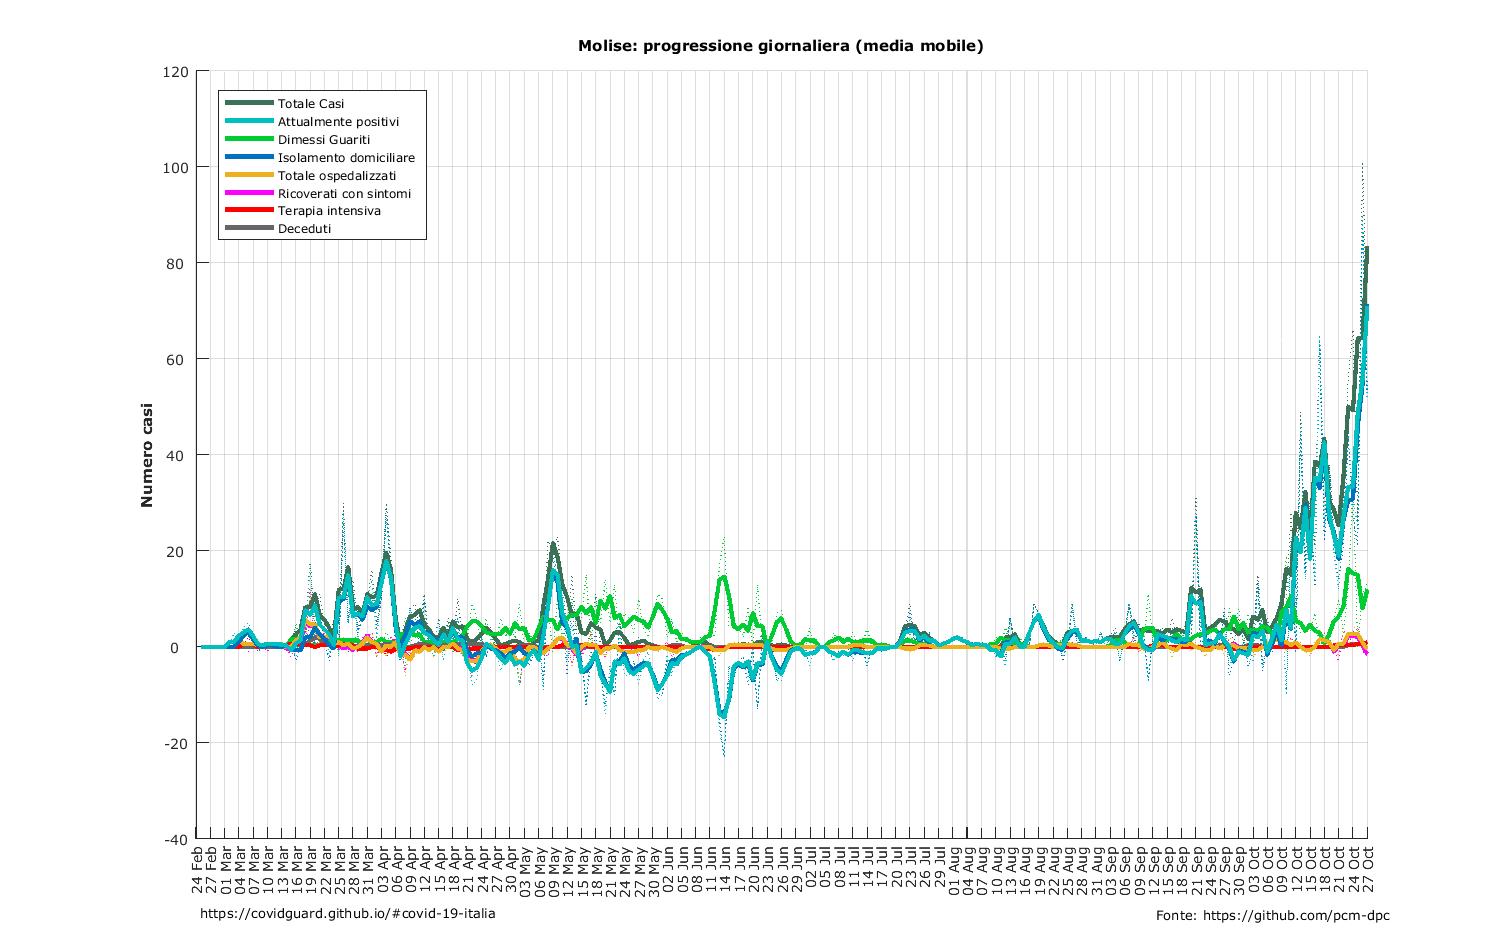 Molise: progressione giornaliera (media mobile)
120
100
80
60
40
20
0
-20
-40
Numero casi
Totale Casi
Attualmente positivi
Dimessi Guariti
Isolamento domiciliare
Totale ospedalizzati
Ricoverati con sintomi
Terapia intensiva
Deceduti
24 Feb
27 Feb
01 Mar
04 Mar
07 Mar
10 Mar
13 Mar
16 Mar
19 Mar
22 Mar
25 Mar
28 Mar
31 Mar
03 Apr
06 Apr
09 Apr
12 Apr
15 Apr
18 Apr
21 Apr
24 Apr
27 Apr
30 Apr
03 May
06 May
09 May
12 May
15 May
18 May
21 May
24 May
27 May
30 May
02 Jun
05 Jun
08 Jun
11 Jun
14 Jun
17 Jun
20 Jun
23 Jun
26 Jun
29 Jun
02 Jul
05 Jul
08 Jul
11 Jul
14 Jul
17 Jul
20 Jul
23 Jul
26 Jul
29 Jul
01 Aug
04 Aug
07 Aug
10 Aug
13 Aug
16 Aug
19 Aug
22 Aug
25 Aug
28 Aug
31 Aug
03 Sep
06 Sep
09 Sep
12 Sep
15 Sep
18 Sep
21 Sep
24 Sep
27 Sep
30 Sep
03 Oct
06 Oct
09 Oct
12 Oct
15 Oct
18 Oct
21 Oct
24 Oct
27 Oct
https://covidguard.github.io/#covid-19-italia
Fonte: https://github.com/pcm-dpc